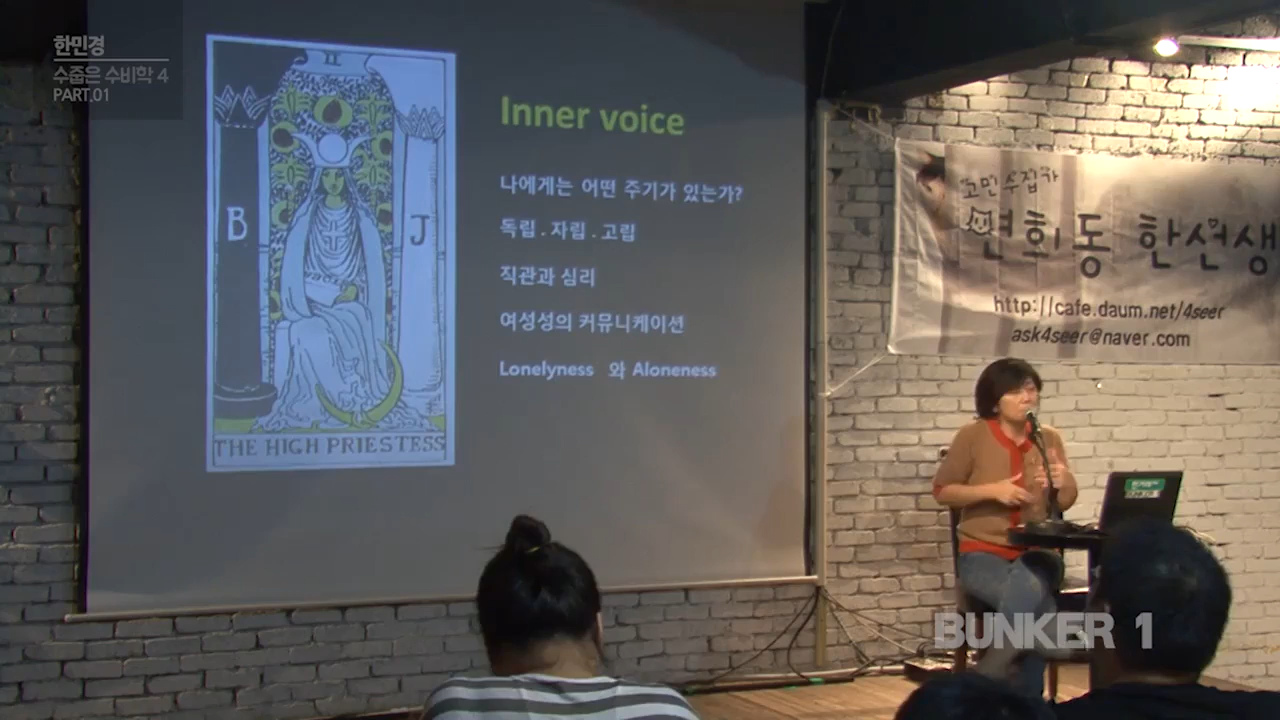 한민경
수줍은 수비학 4
PART.01
II
B
J
THE HIGH PRIESTESS
Inner voice
나에게는 어떤 주기가 있는가?
독립 . 자립 . 고립
직관과 심리
여성성의 커뮤니케이션
Lonelyness 와 Aloneness
"고민 수집"가
연희동 한선생
http://cafe.daum.net/4seer
ask4seer@naver.com
BUNKER 1